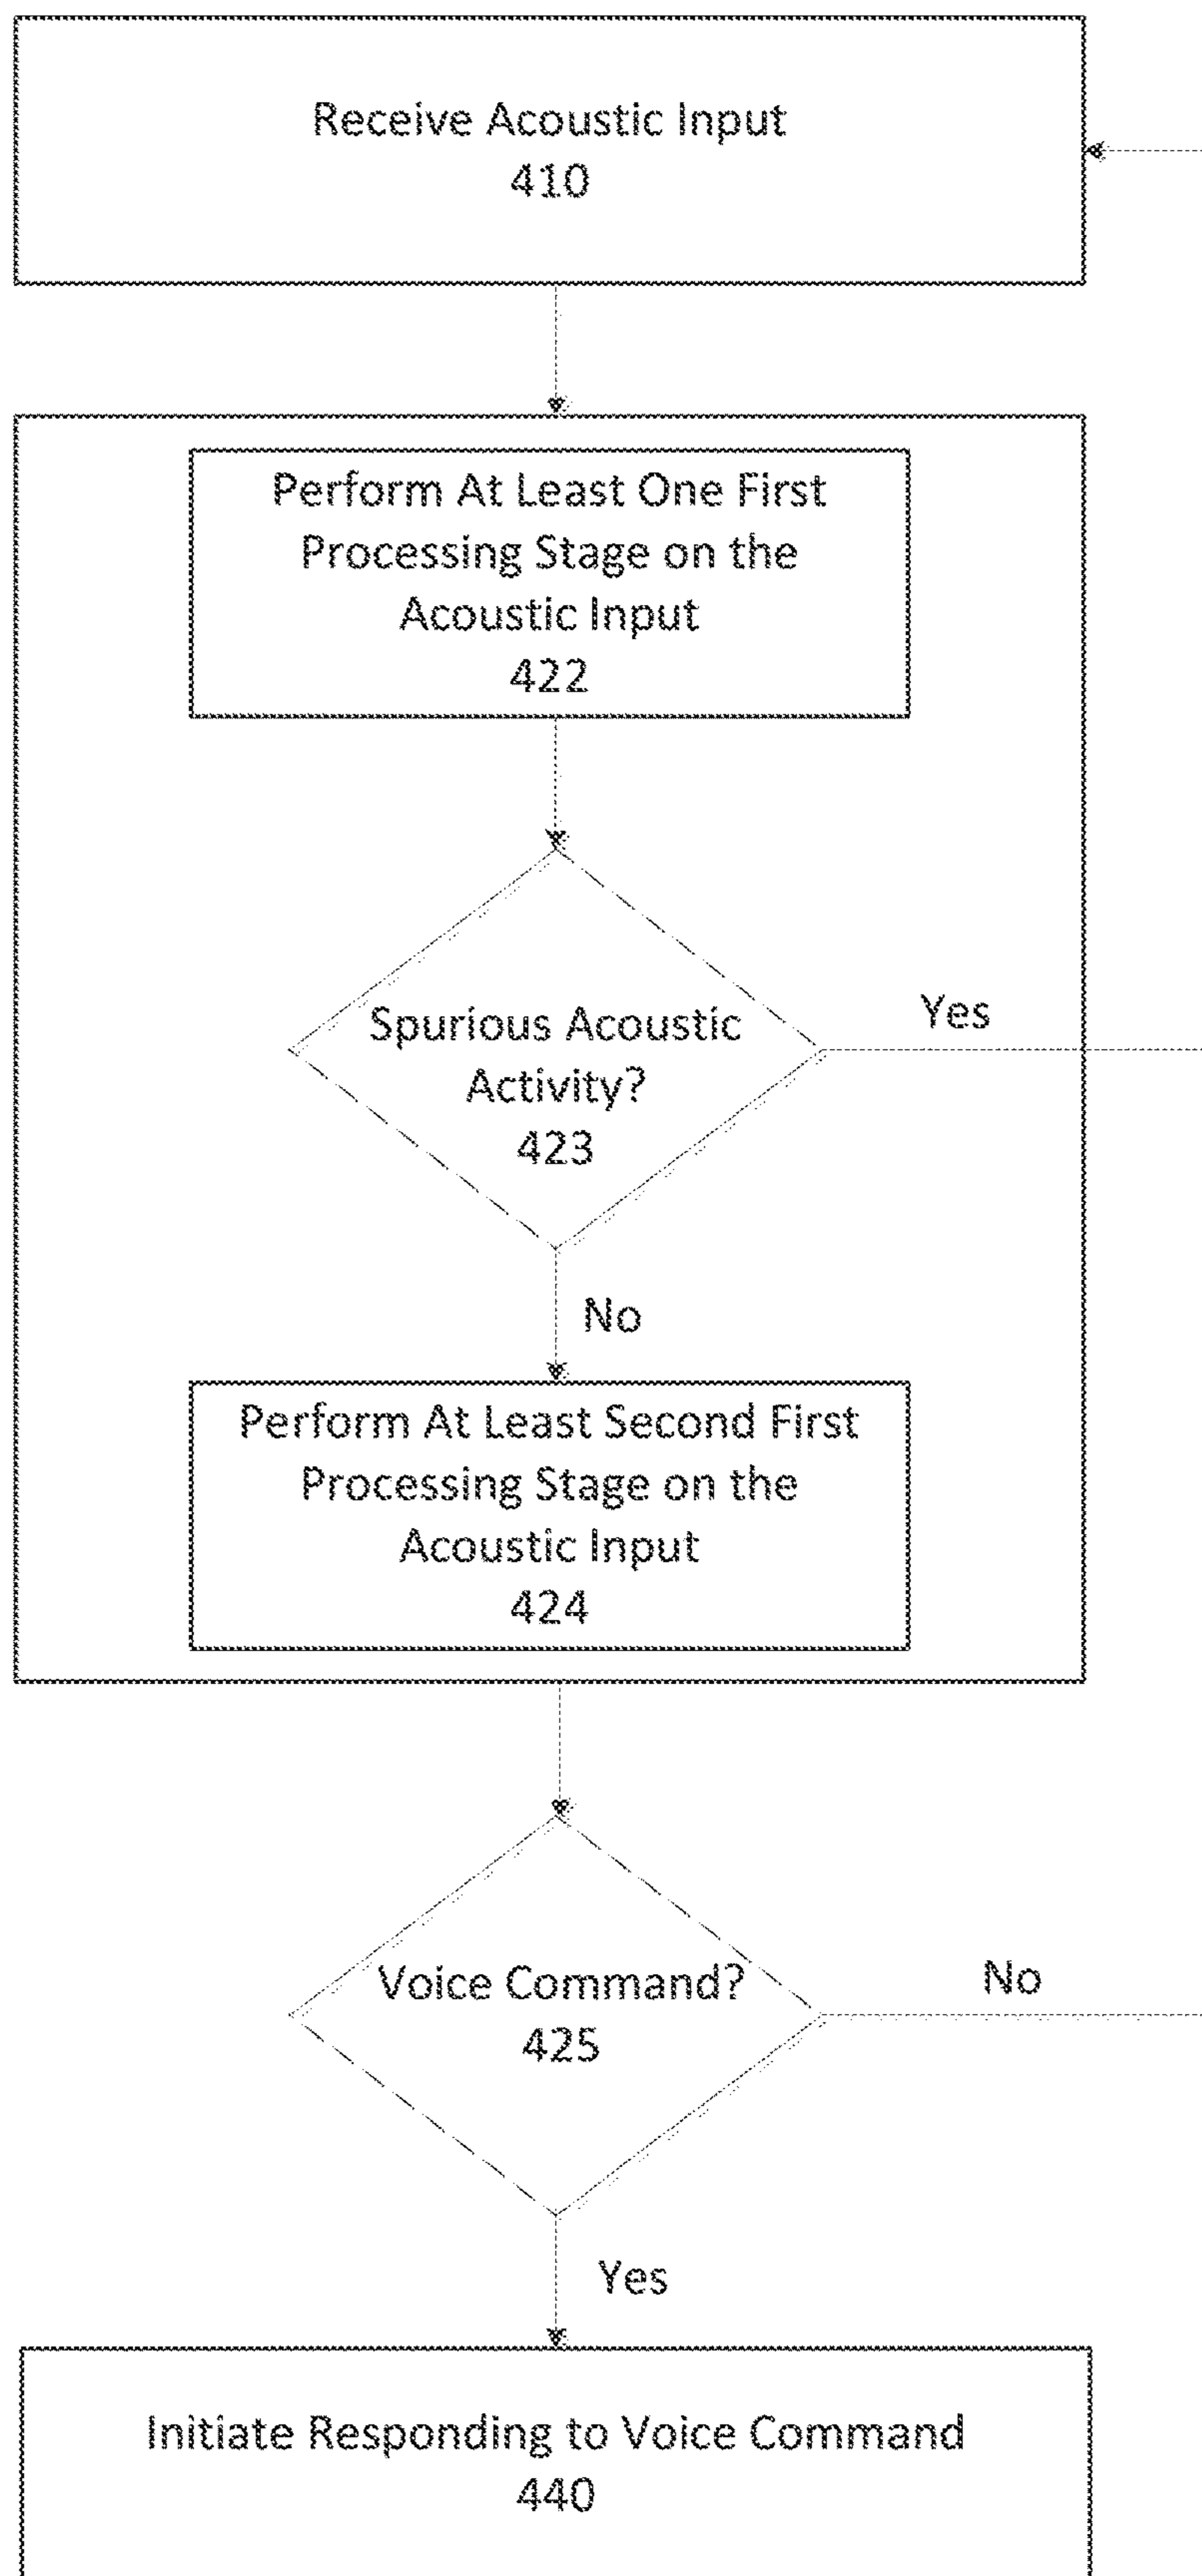 Receive Acoustic Input
410
Perform At Least One First
Processing Stage on the
Acoustic Input
422
Spurious Acoustic
Activity?
423
Yes
No
Perform At Least Second First
Processing Stage on the
Acoustic Input
424
Voice Command?
425
No
Yes
Initiate Responding to Voice Command
440